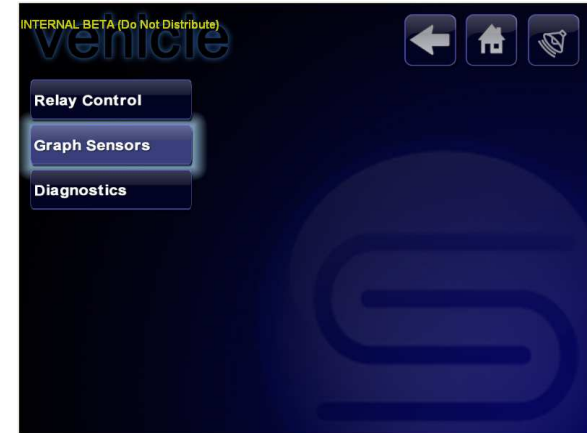 INTERNAL BETA (Do Not Distribute)
vehicle
Relay Control
Graph Sensors
Diagnostics